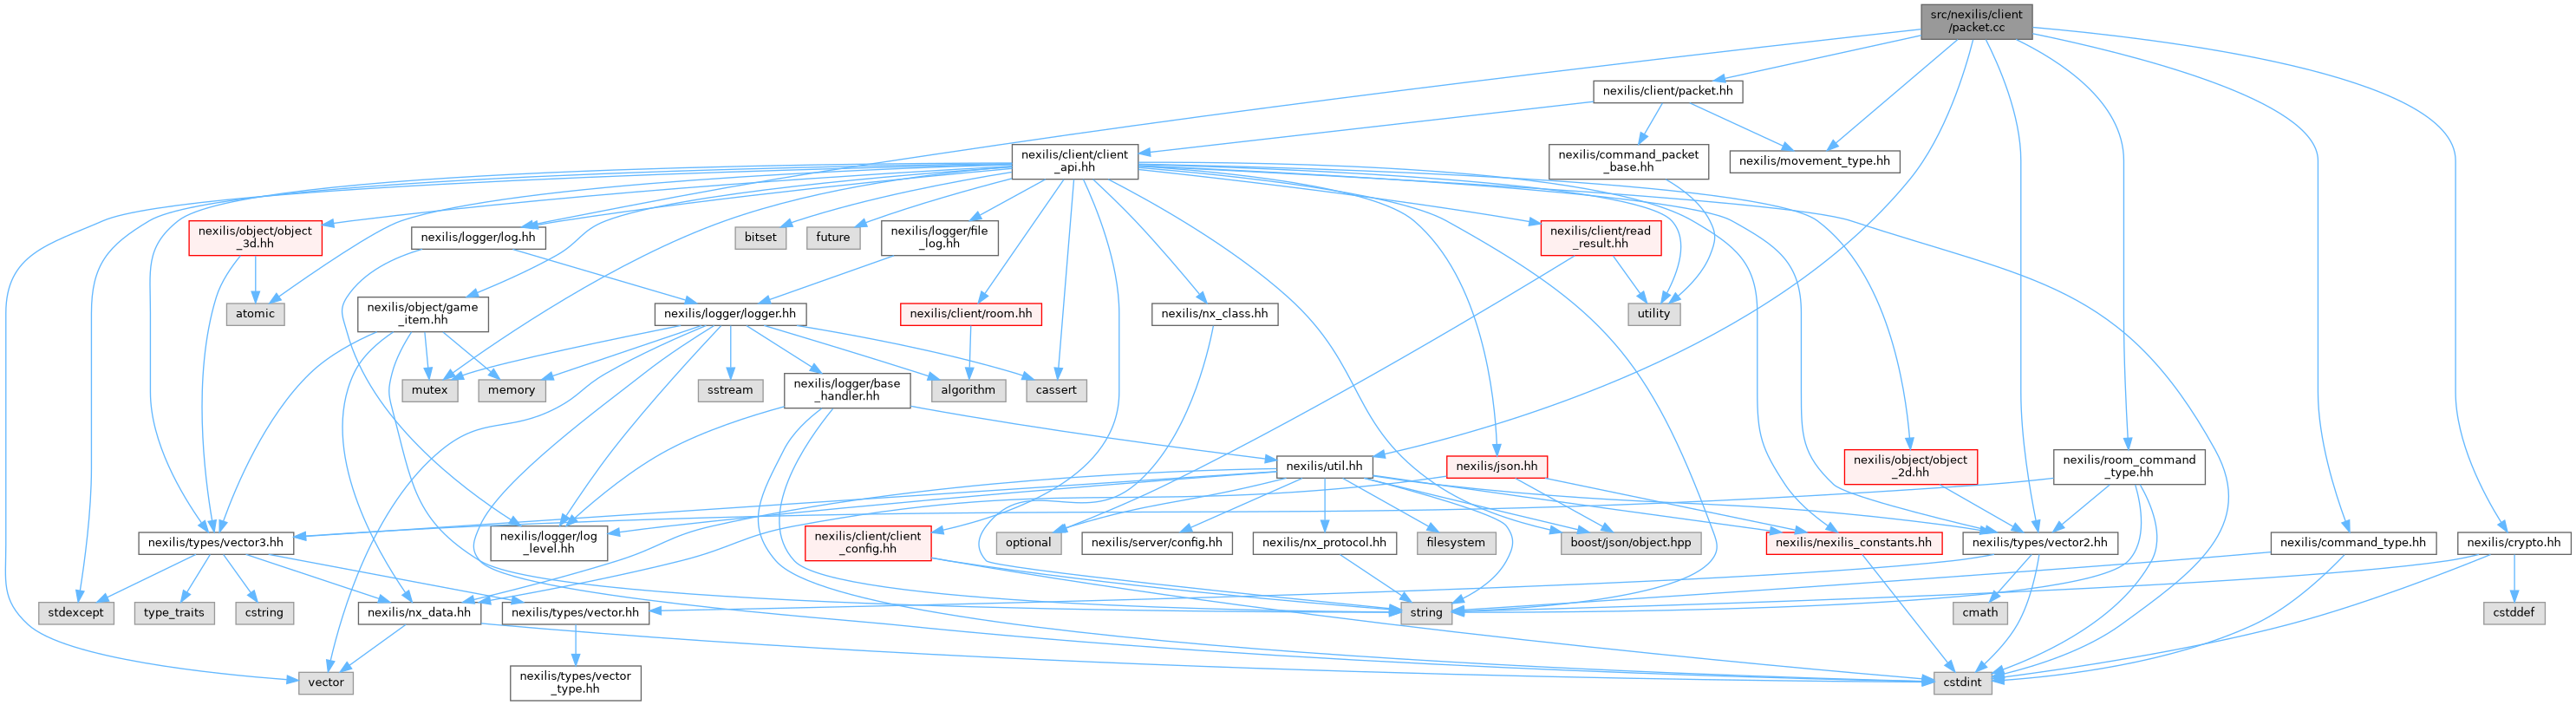 src/nexilis/client
/packet.cc
nexilis/client/packet.hh
nexilis/client/client
_api.hh
nexilis/command_packet
_base.hh
nexilis/movement_type.hh
nexilis/object/object
_3d.hh
nexilis/logger/log.hh
bitset
future
nexilis/logger/file
_log.hh
nexilis/client/read
_result.hh
atomic
nexilis/object/game
_item.hh
nexilis/logger/logger.hh
nexilis/client/room.hh
nexilis/nx_class.hh
utility
mutex
memory
sstream
nexilis/logger/base
_handler.hh
algorithm
cassert
nexilis/util.hh
nexilis/json.hh
nexilis/object/object
_2d.hh
nexilis/room_command
_type.hh
nexilis/types/vector3.hh
nexilis/logger/log
_level.hh
nexilis/client/client
_config.hh
optional
nexilis/server/config.hh
nexilis/nx_protocol.hh
filesystem
boost/json/object.hpp
nexilis/nexilis_constants.hh
nexilis/types/vector2.hh
nexilis/command_type.hh
nexilis/crypto.hh
stdexcept
type_traits
cstring
nexilis/nx_data.hh
nexilis/types/vector.hh
string
cmath
cstddef
vector
nexilis/types/vector
_type.hh
cstdint